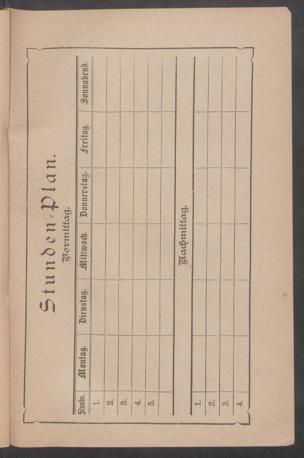 Stunden-Plan.
Vormittag.
Stunde. Montag. Dienstag. Mittwoch. Donnerstag. Freitag. Sonnabend.
1.
2.
3.
4.
5.
Nachmittag.
1.
2.
3.
4.